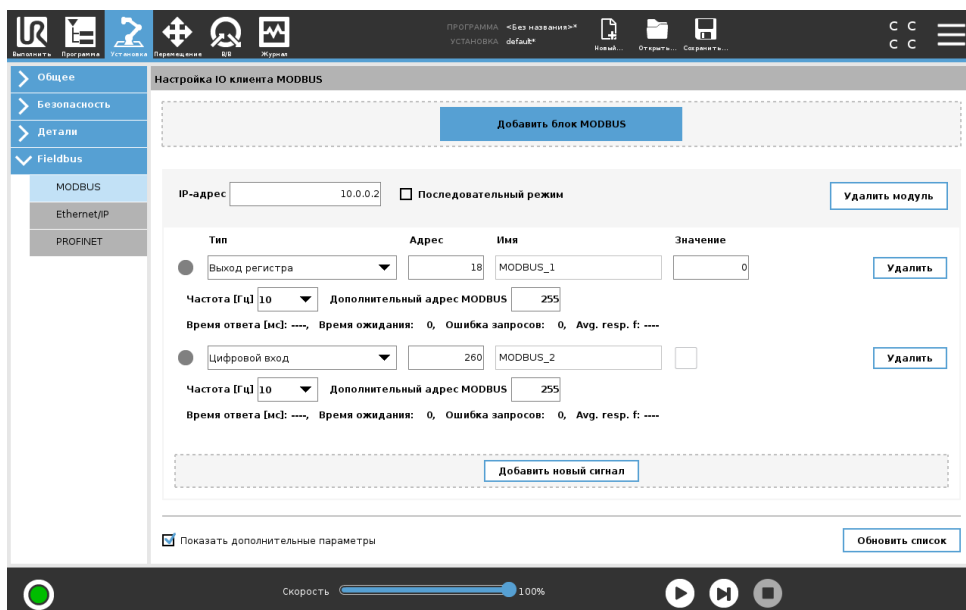 ПРОГРАММА <Без названия>*
УСТАНОВКА default*
Выполнить Программа Установка Перемещение В/В Журнал Новый... Открыть... Сохранить...
C C
C C
Общее
Безопасность
Детали
Fieldbus
MODBUS
Ethernet/IP
PROFINET
Настройка IO клиента MODBUS
Добавить блок MODBUS
IP-адрес 10.0.0.2 Последовательный режим Удалить модуль
Тип Адрес Имя Значение
Выход регистра 18 MODBUS_1 0 Удалить
Частота [Гц] 10 Дополнительный адрес MODBUS 255
Время ответа [мс]: ----, Время ожидания: 0, Ошибка запросов: 0, Avg. resp. f: ----
Цифровой вход 260 MODBUS_2 Удалить
Частота [Гц] 10 Дополнительный адрес MODBUS 255
Время ответа [мс]: ----, Время ожидания: 0, Ошибка запросов: 0, Avg. resp. f: ----
Добавить новый сигнал
Показать дополнительные параметры Обновить список
Скорость 100%